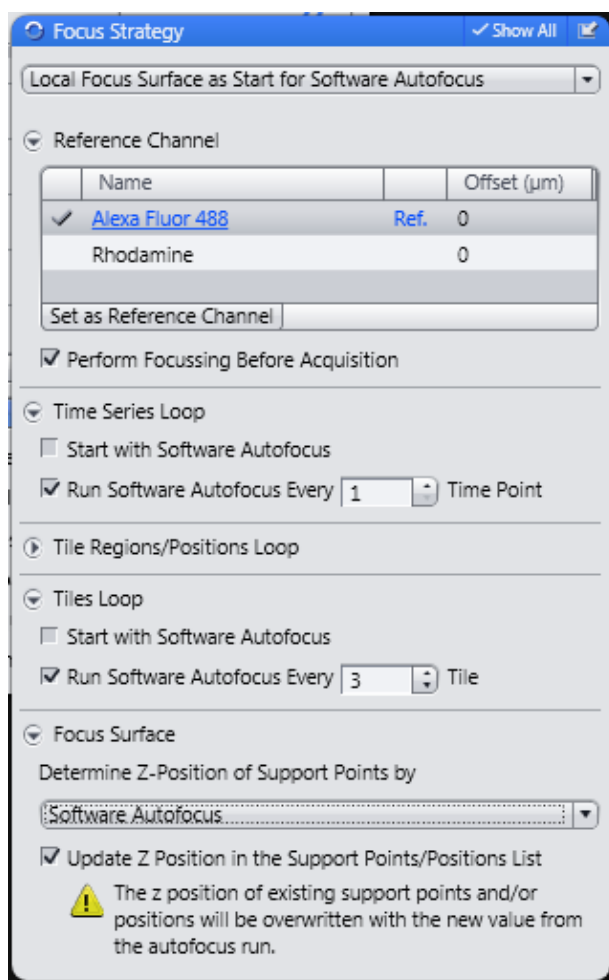 Focus Strategy Show All
Local Focus Surface as Start for Software Autofocus
Reference Channel
Name Offset (µm)
Alexa Fluor 488 Ref. 0
Rhodamine 0
Set as Reference Channel
Perform Focussing Before Acquisition
Time Series Loop
Start with Software Autofocus
Run Software Autofocus Every 1 Time Point
Tile Regions/Positions Loop
Tiles Loop
Start with Software Autofocus
Run Software Autofocus Every 3 Tile
Focus Surface
Determine Z-Position of Support Points by
Software Autofocus
Update Z Position in the Support Points/Positions List
The z position of existing support points and/or
positions will be overwritten with the new value from
the autofocus run.